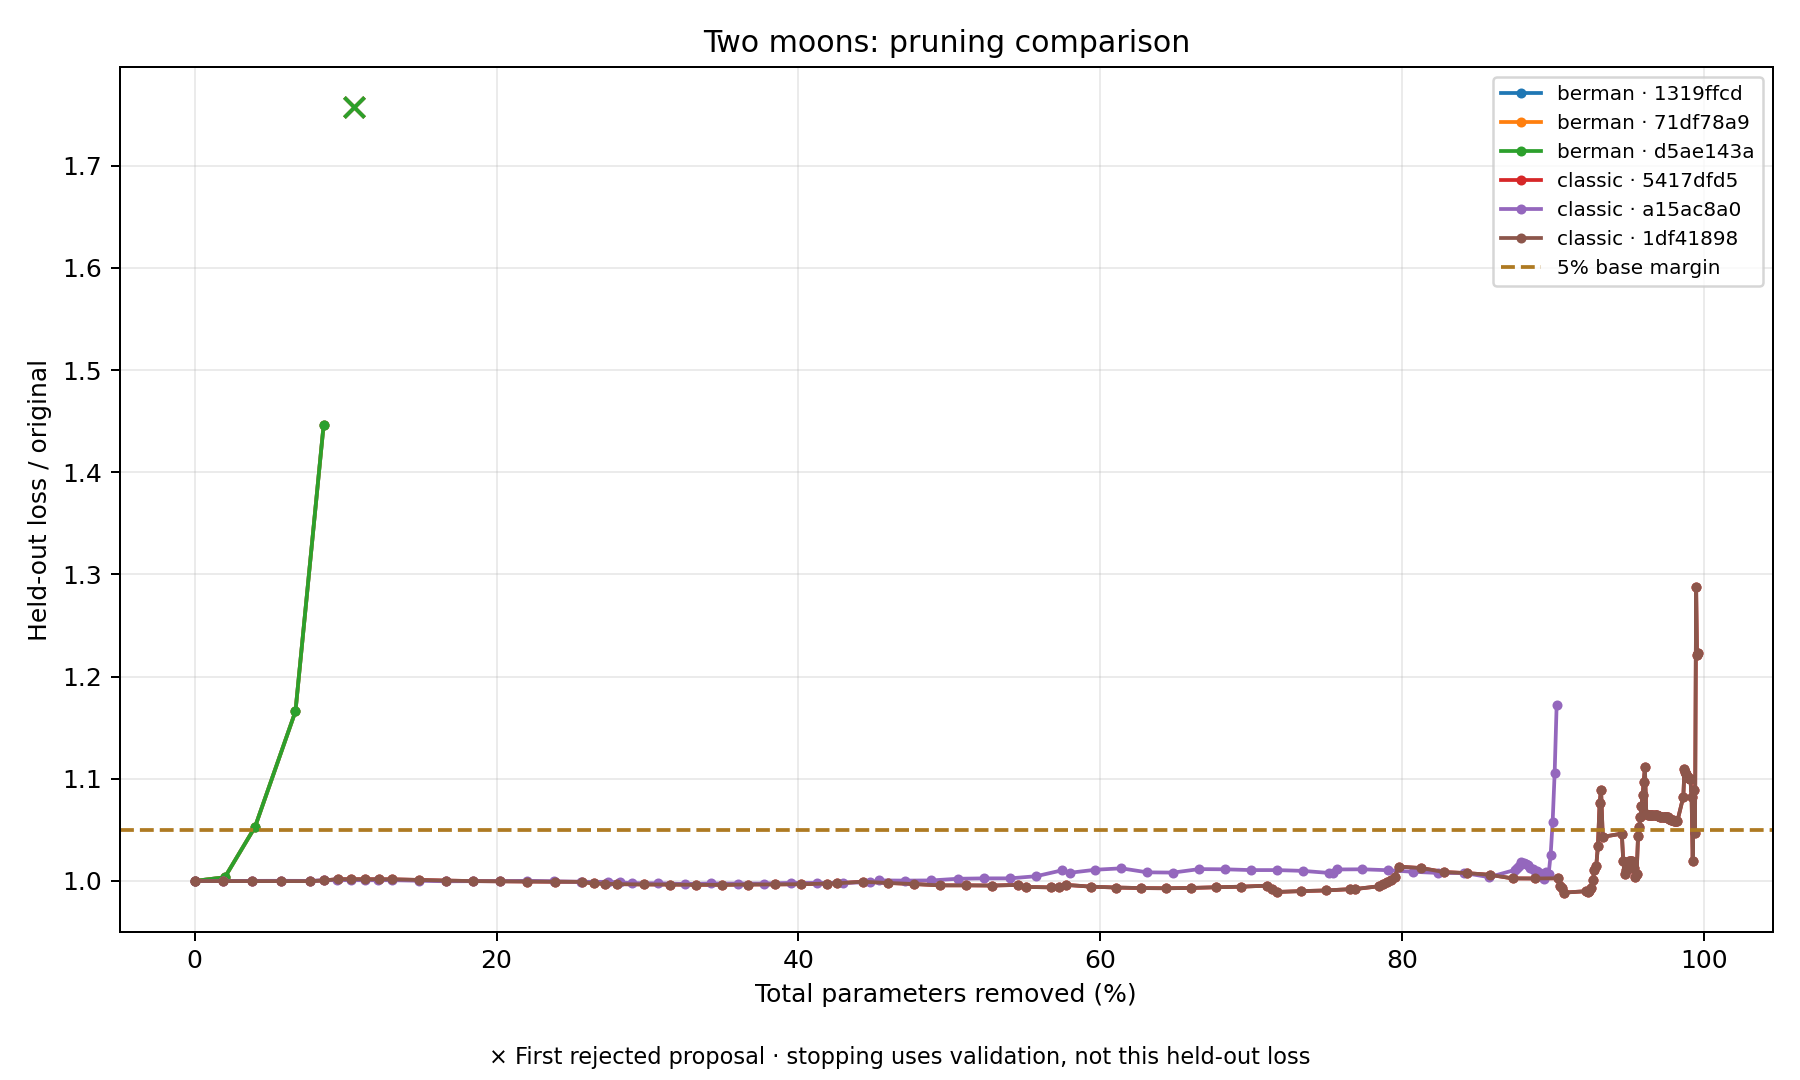 Two moons: pruning comparison
berman · 1319ffcd
berman · 71df78a9
berman · d5ae143a
classic · 5417dfd5
classic · a15ac8a0
classic · 1df41898
5% base margin
Held-out loss / original
1.7
1.6
1.5
1.4
1.3
1.2
1.1
1.0
0 20 40 60 80 100
Total parameters removed (%)
× First rejected proposal · stopping uses validation, not this held-out loss